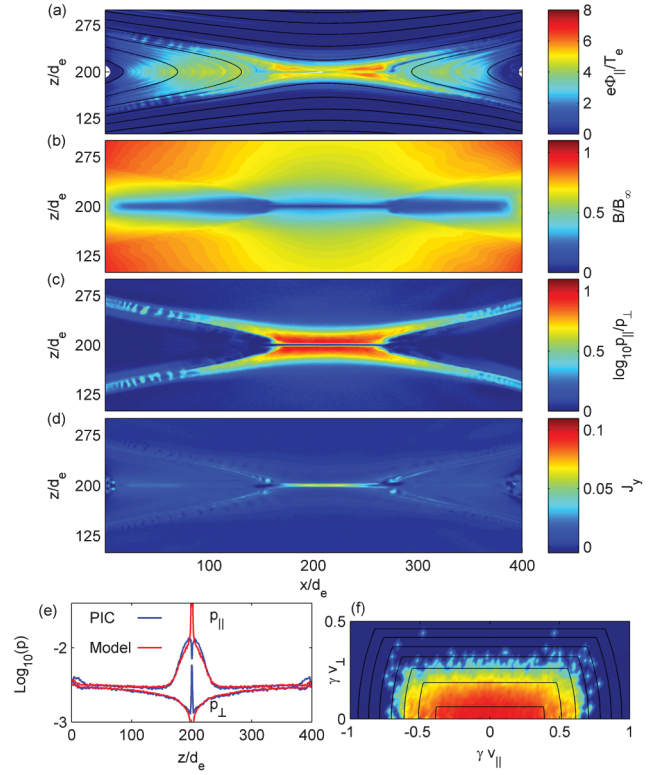 (a)
275
200
125
z/d_e
8
6
4
2
0
eΦ_||/T_e
(b)
275
200
125
z/d_e
1
0.5
0
B/B_∞
(c)
275
200
125
z/d_e
1
0.5
0
log_10 p_||/p_⊥
(d)
275
200
125
z/d_e
0.1
0.05
0
J_y
100 200 300 400
x/d_e
(e)
PIC
Model
p_||
p_⊥
-2
-3
Log_10(p)
0 100 200 300 400
z/d_e
(f)
0.5
0
γ v_⊥
-1 -0.5 0 0.5 1
γ v_||